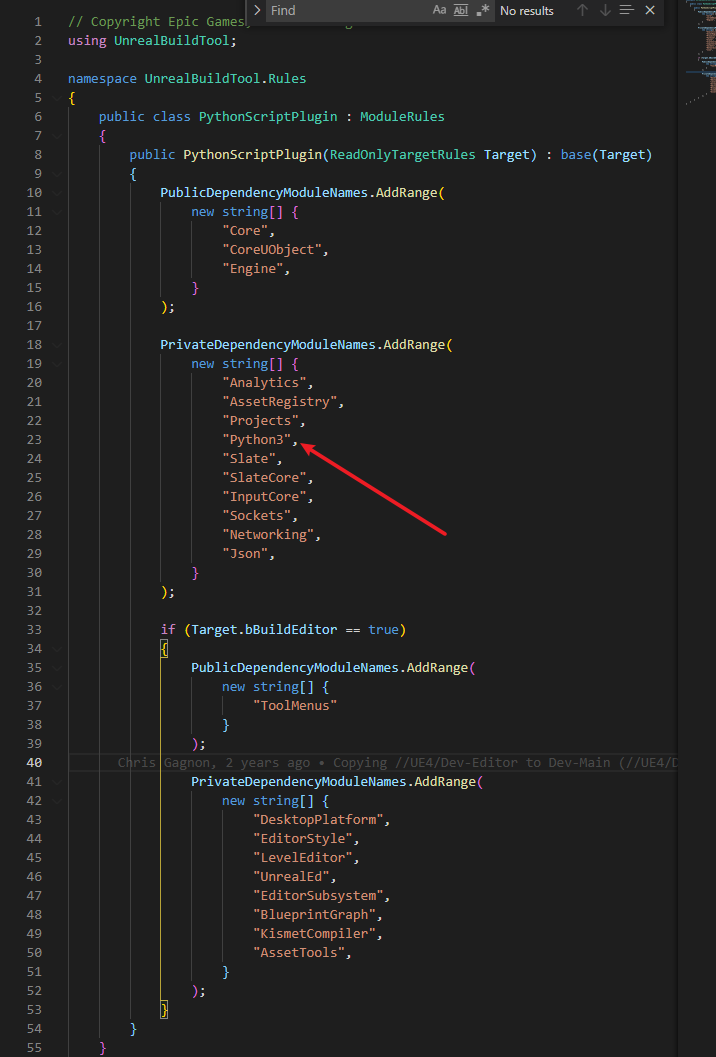 Find
Aa
Abl
.*
No results
1 // Copyright Epic Games,
2 using UnrealBuildTool;
3
4 namespace UnrealBuildTool.Rules
5 {
6 public class PythonScriptPlugin : ModuleRules
7 {
8 public PythonScriptPlugin(ReadOnlyTargetRules Target) : base(Target)
9 {
10 PublicDependencyModuleNames.AddRange(
11 new string[] {
12 "Core",
13 "CoreUObject",
14 "Engine",
15 }
16 );
17
18 PrivateDependencyModuleNames.AddRange(
19 new string[] {
20 "Analytics",
21 "AssetRegistry",
22 "Projects",
23 "Python3",
24 "Slate",
25 "SlateCore",
26 "InputCore",
27 "Sockets",
28 "Networking",
29 "Json",
30 }
31 );
32
33 if (Target.bBuildEditor == true)
34 {
35 PublicDependencyModuleNames.AddRange(
36 new string[] {
37 "ToolMenus"
38 }
39 );
40 Chris Gagnon, 2 years ago • Copying //UE4/Dev-Editor to Dev-Main (//UE4/D
41 PrivateDependencyModuleNames.AddRange(
42 new string[] {
43 "DesktopPlatform",
44 "EditorStyle",
45 "LevelEditor",
46 "UnrealEd",
47 "EditorSubsystem",
48 "BlueprintGraph",
49 "KismetCompiler",
50 "AssetTools",
51 }
52 );
53 }
54 }
55 }